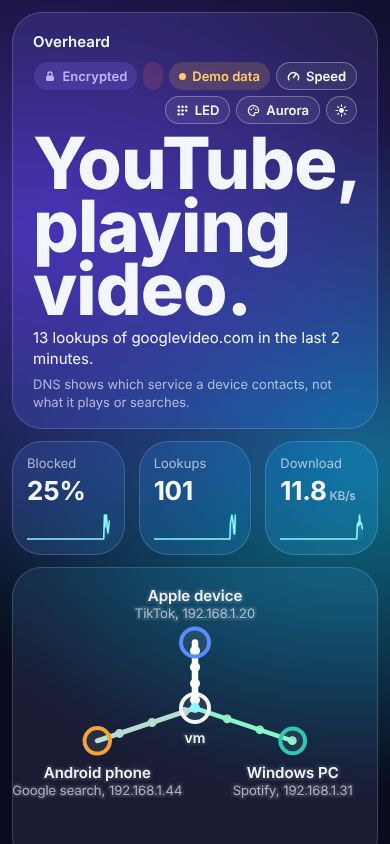 Overheard
Encrypted
Demo data
Speed
LED
Aurora
YouTube,
playing
video.
13 lookups of googlevideo.com in the last 2
minutes.
DNS shows which service a device contacts, not
what it plays or searches.
Blocked
Lookups
Download
25%
101
11.8 KB/s
Apple device
TikTok, 192.168.1.20
vm
Android phone
Google search, 192.168.1.44
Windows PC
Spotify, 192.168.1.31